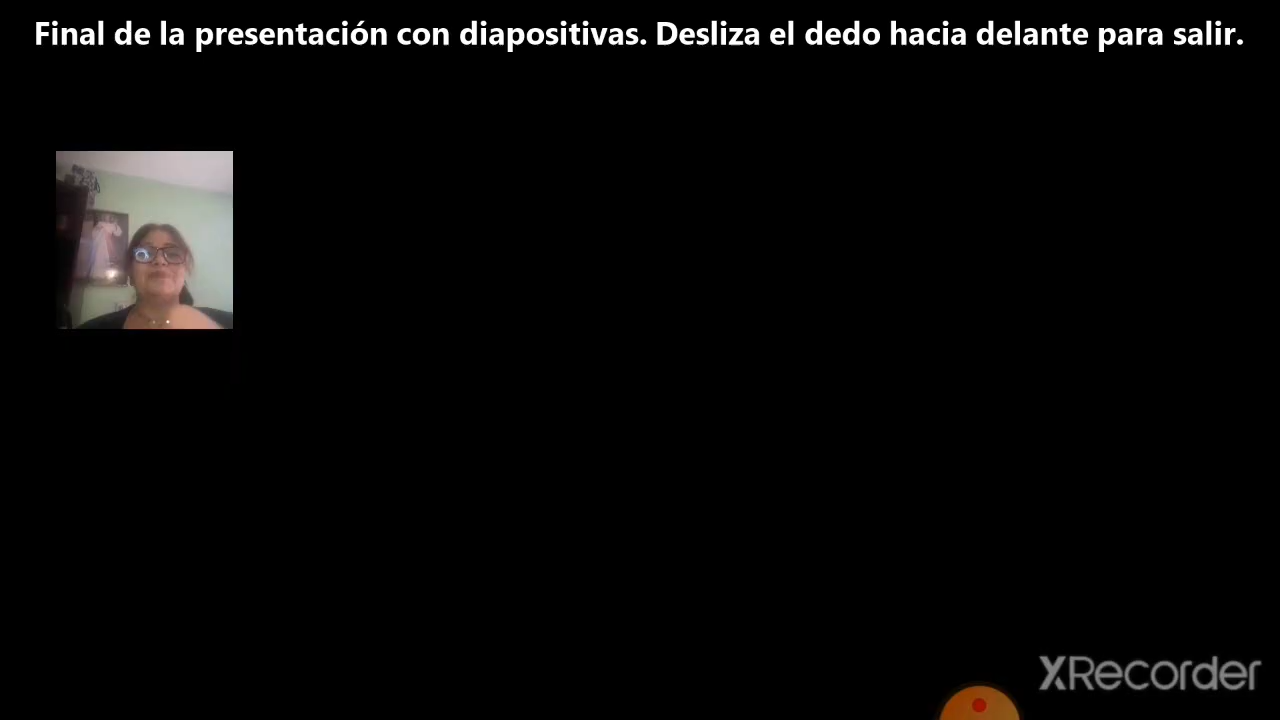 Final de la presentación con diapositivas. Desliza el dedo hacia delante para salir.
XRecorder